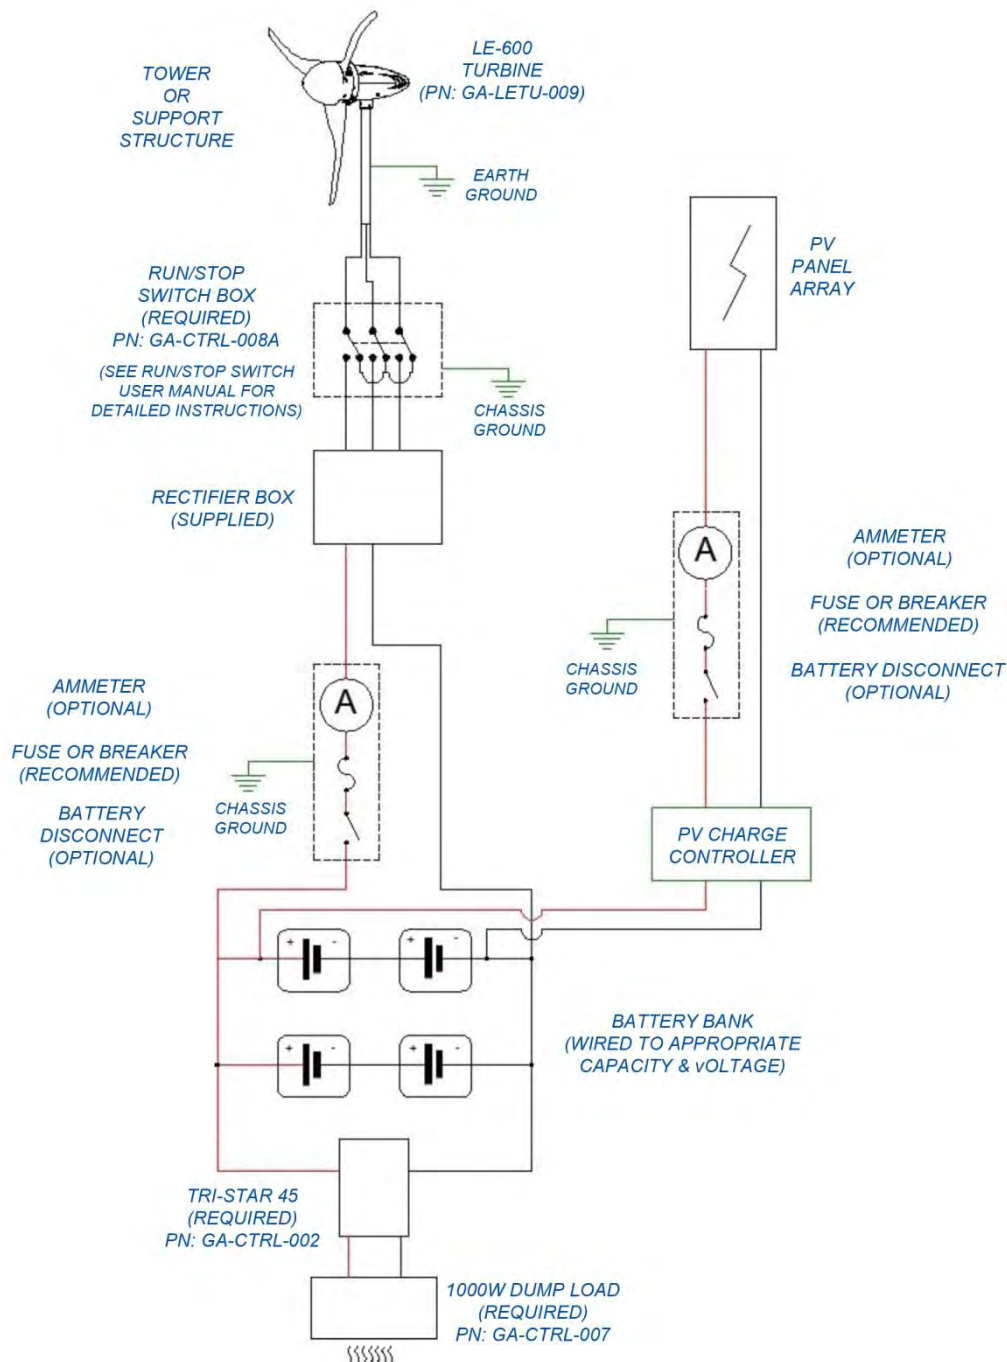 LE-600
TURBINE
(PN: GA-LETU-009)
TOWER
OR
SUPPORT
STRUCTURE
EARTH
GROUND
PV
PANEL
ARRAY
RUN/STOP
SWITCH BOX
(REQUIRED)
PN: GA-CTRL-008A
(SEE RUN/STOP SWITCH
USER MANUAL FOR
DETAILED INSTRUCTIONS)
CHASSIS
GROUND
RECTIFIER BOX
(SUPPLIED)
A
AMMETER
(OPTIONAL)
FUSE OR BREAKER
(RECOMMENDED)
BATTERY DISCONNECT
(OPTIONAL)
CHASSIS
GROUND
AMMETER
(OPTIONAL)
A
FUSE OR BREAKER
(RECOMMENDED)
CHASSIS
GROUND
BATTERY
DISCONNECT
(OPTIONAL)
PV CHARGE
CONTROLLER
+ -
+ -
+ -
+ -
BATTERY BANK
(WIRED TO APPROPRIATE
CAPACITY & vOLTAGE)
TRI-STAR 45
(REQUIRED)
PN: GA-CTRL-002
1000W DUMP LOAD
(REQUIRED)
PN: GA-CTRL-007